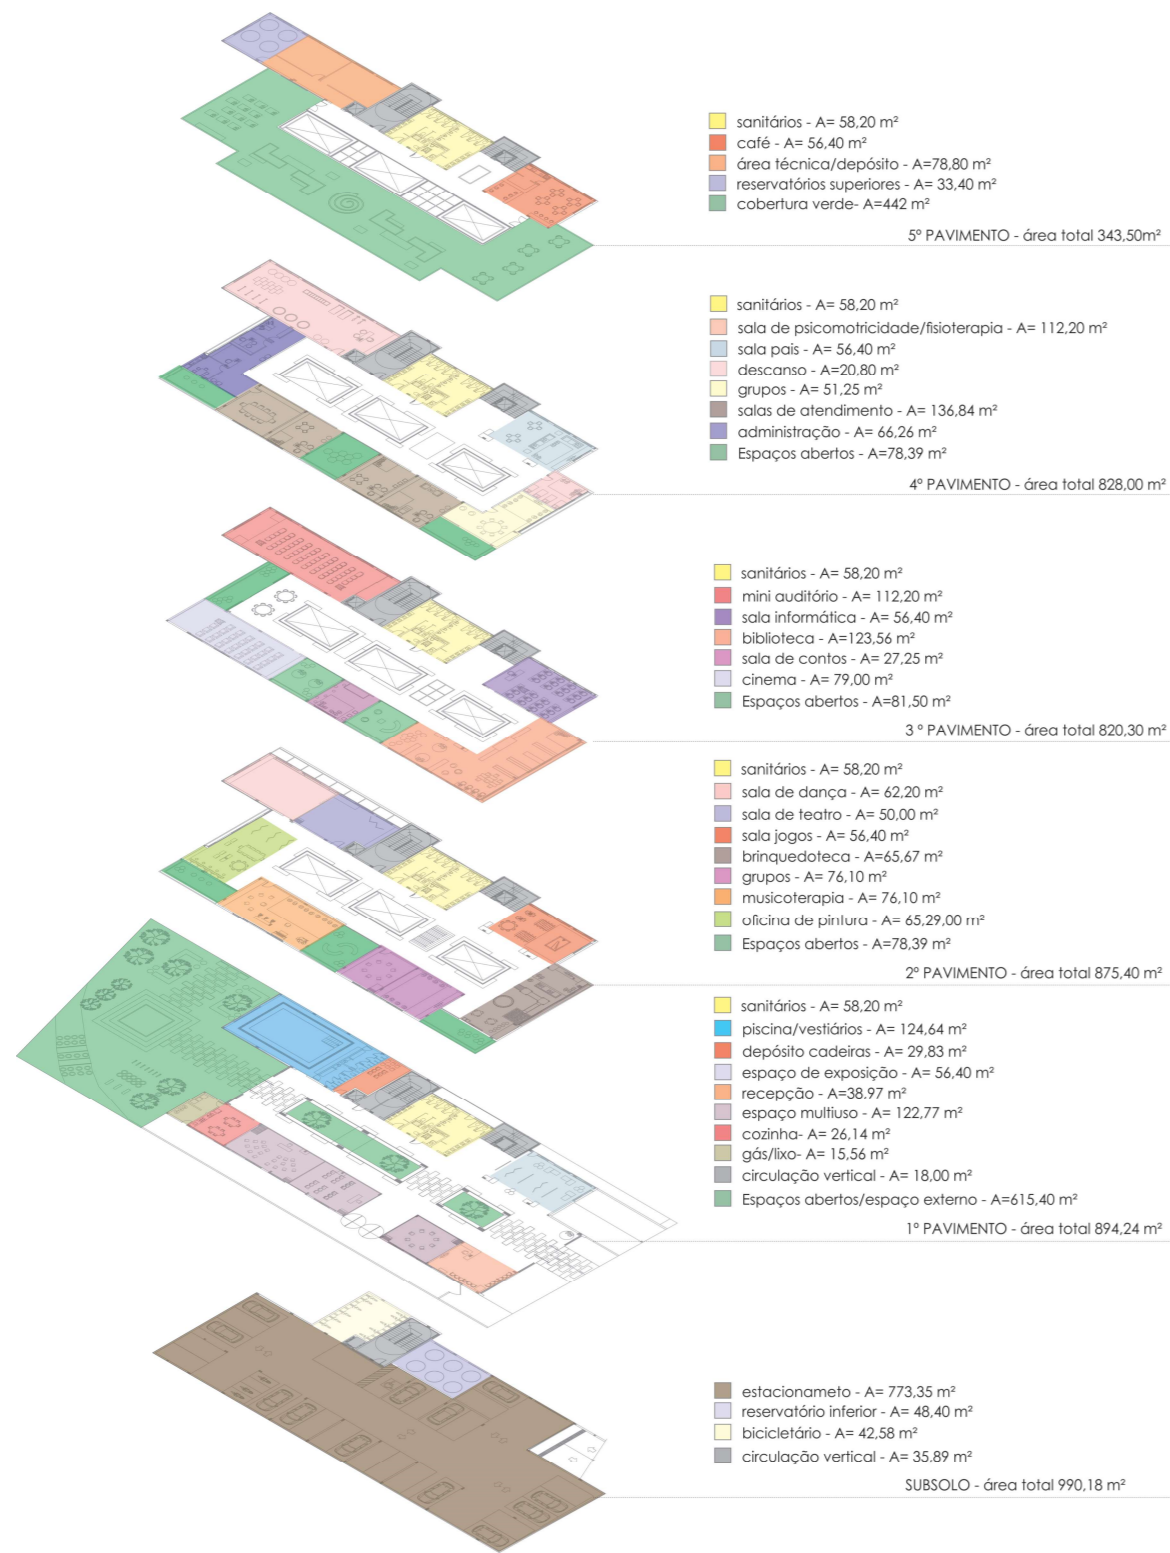 sanitários - A= 58,20 m²
café - A= 56,40 m²
área técnica/depósito - A=78,80 m²
reservatórios superiores - A= 33,40 m²
cobertura verde- A=442 m²
5º PAVIMENTO - área total 343,50m²
sanitários - A= 58,20 m²
sala de psicomotricidade/fisioterapia - A= 112,20 m²
sala pais - A= 56,40 m²
descanso - A=20,80 m²
grupos - A= 51,25 m²
salas de atendimento - A= 136,84 m²
administração - A= 66,26 m²
Espaços abertos - A=78,39 m²
4º PAVIMENTO - área total 828,00 m²
sanitários - A= 58,20 m²
mini auditório - A= 112,20 m²
sala informática - A= 56,40 m²
biblioteca - A=123,56 m²
sala de contos - A= 27,25 m²
cinema - A= 79,00 m²
Espaços abertos - A=81,50 m²
3 º PAVIMENTO - área total 820,30 m²
sanitários - A= 58,20 m²
sala de dança - A= 62,20 m²
sala de teatro - A= 50,00 m²
sala jogos - A= 56,40 m²
brinquedoteca - A=65,67 m²
grupos - A= 76,10 m²
musicoterapia - A= 76,10 m²
oficina de pintura - A= 65,29,00 m²
Espaços abertos - A=78,39 m²
2º PAVIMENTO - área total 875,40 m²
sanitários - A= 58,20 m²
piscina/vestiários - A= 124,64 m²
depósito cadeiras - A= 29,83 m²
espaço de exposição - A= 56,40 m²
recepção - A=38.97 m²
espaço multiuso - A= 122,77 m²
cozinha- A= 26,14 m²
gás/lixo- A= 15,56 m²
circulação vertical - A= 18,00 m²
Espaços abertos/espaço externo - A=615,40 m²
1º PAVIMENTO - área total 894,24 m²
estacionameto - A= 773,35 m²
reservatório inferior - A= 48,40 m²
bicicletário - A= 42,58 m²
circulação vertical - A= 35.89 m²
SUBSOLO - área total 990,18 m²